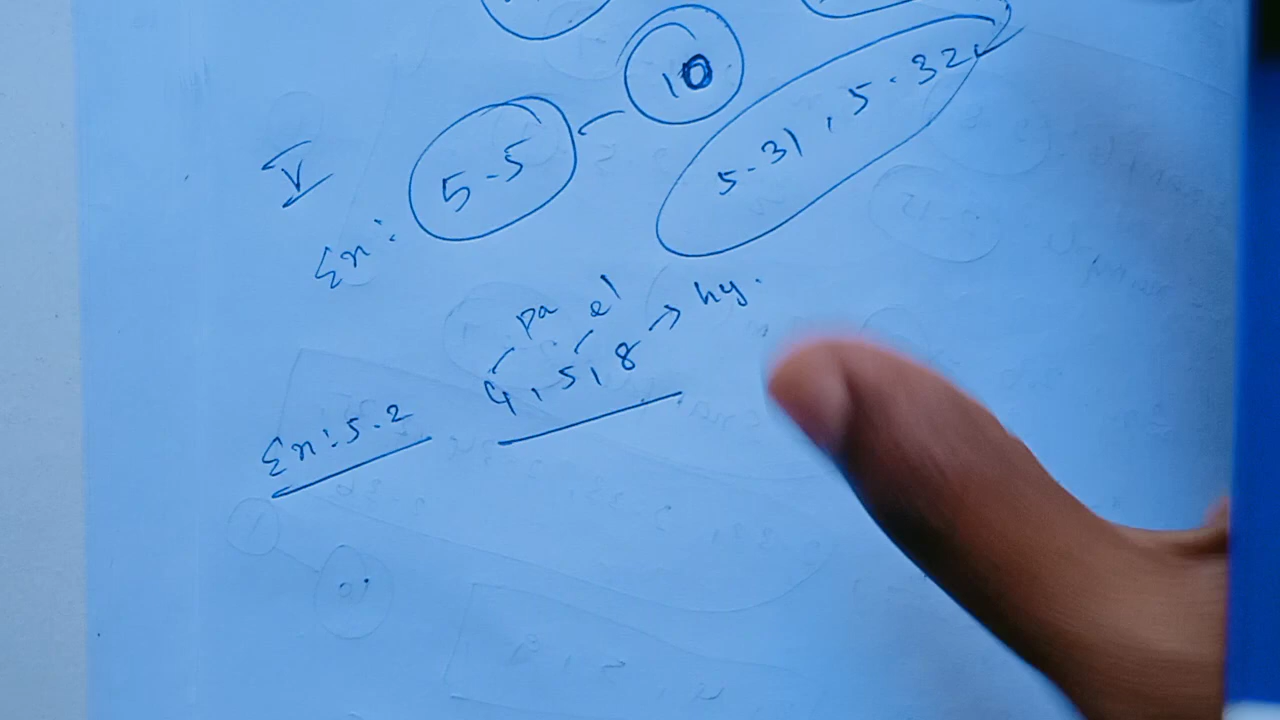 10
V
Ex: 5-5
5-31, 5-32
pa el hy.
Ex: 5.2 4, 5, 8